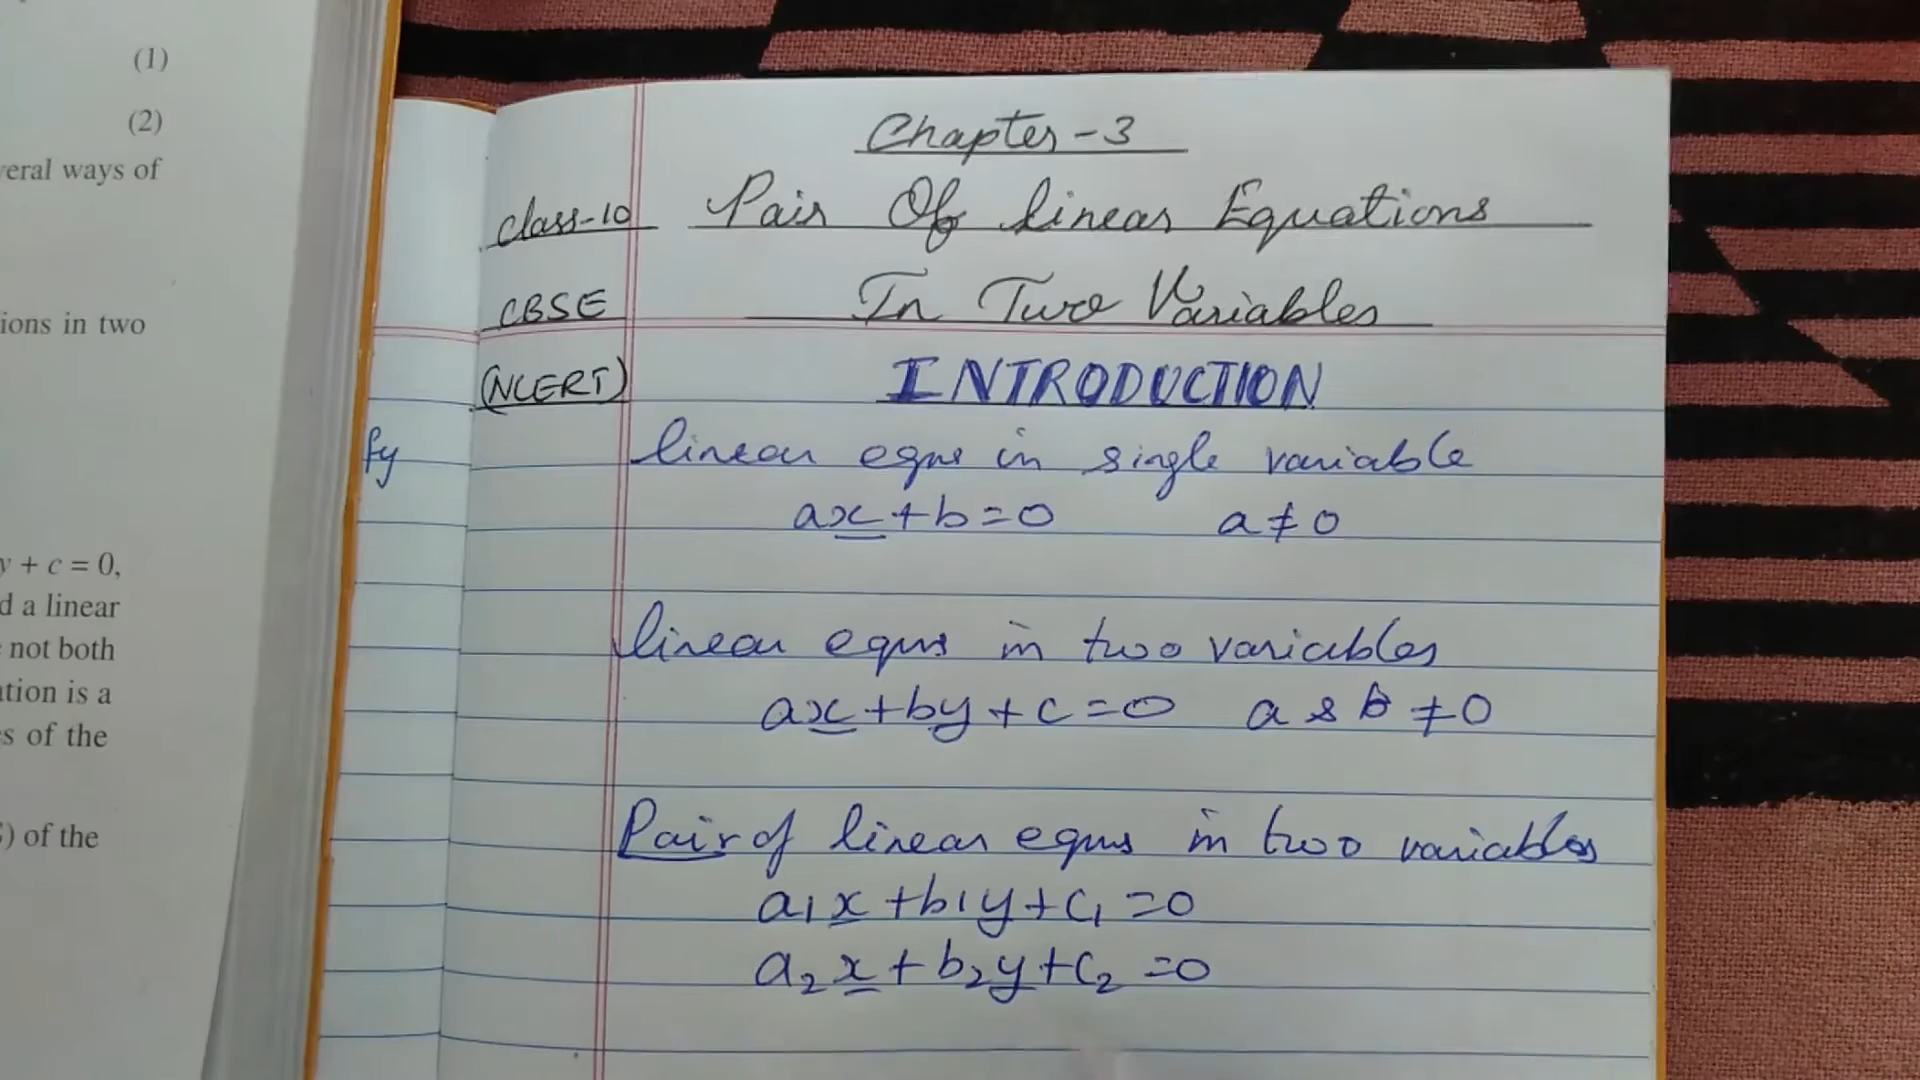 (1)
(2)
veral ways of
ions in two
y + c = 0,
d a linear
not both
ation is a
s of the
) of the
fy
Chapter-3
class-10 Pair Of linear Equations
CBSE In Two Variables
(NCERT) INTRODUCTION
linear eqns in single variable
ax+b=0 a≠0
linear eqns in two variables
ax+by+c=0 a & b ≠0
Pair of linear eqns in two variables
a₁x+b₁y+c₁=0
a₂x+b₂y+c₂=0